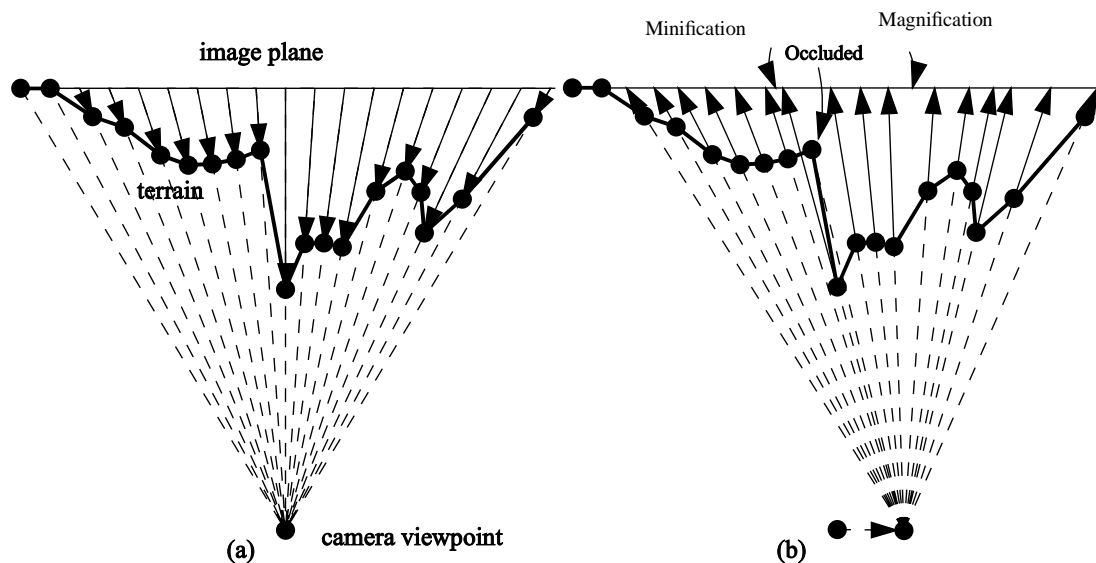 image plane
terrain
camera viewpoint
(a)
Minification
Magnification
Occluded
(b)